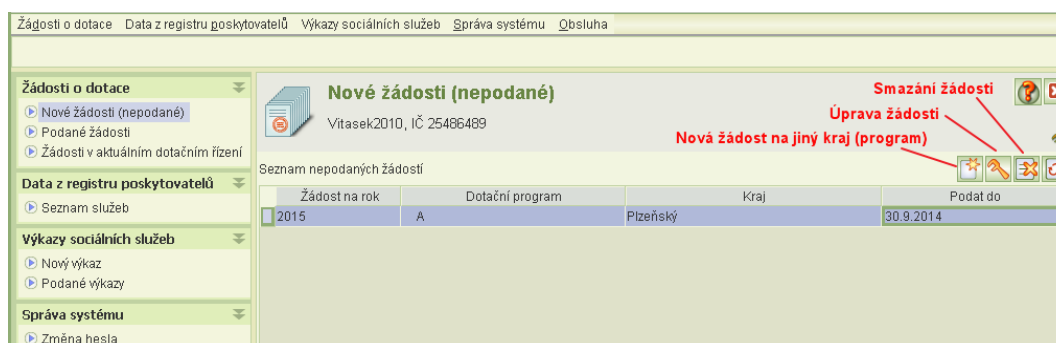 Žádosti o dotace Data z registru poskytovatelů Výkazy sociálních služeb Správa systému Obsluha
Žádosti o dotace
Nové žádosti (nepodané)
Podané žádosti
Žádosti v aktuálním dotačním řízení
Data z registru poskytovatelů
Seznam služeb
Výkazy sociálních služeb
Nový výkaz
Podané výkazy
Správa systému
Změna hesla
Nové žádosti (nepodané)
Vitasek2010, IČ 25486489
Smazání žádosti
Úprava žádosti
Nová žádost na jiný kraj (program)
Seznam nepodaných žádostí
Žádost na rok Dotační program Kraj Podat do
2015 A Plzeňský 30.9.2014